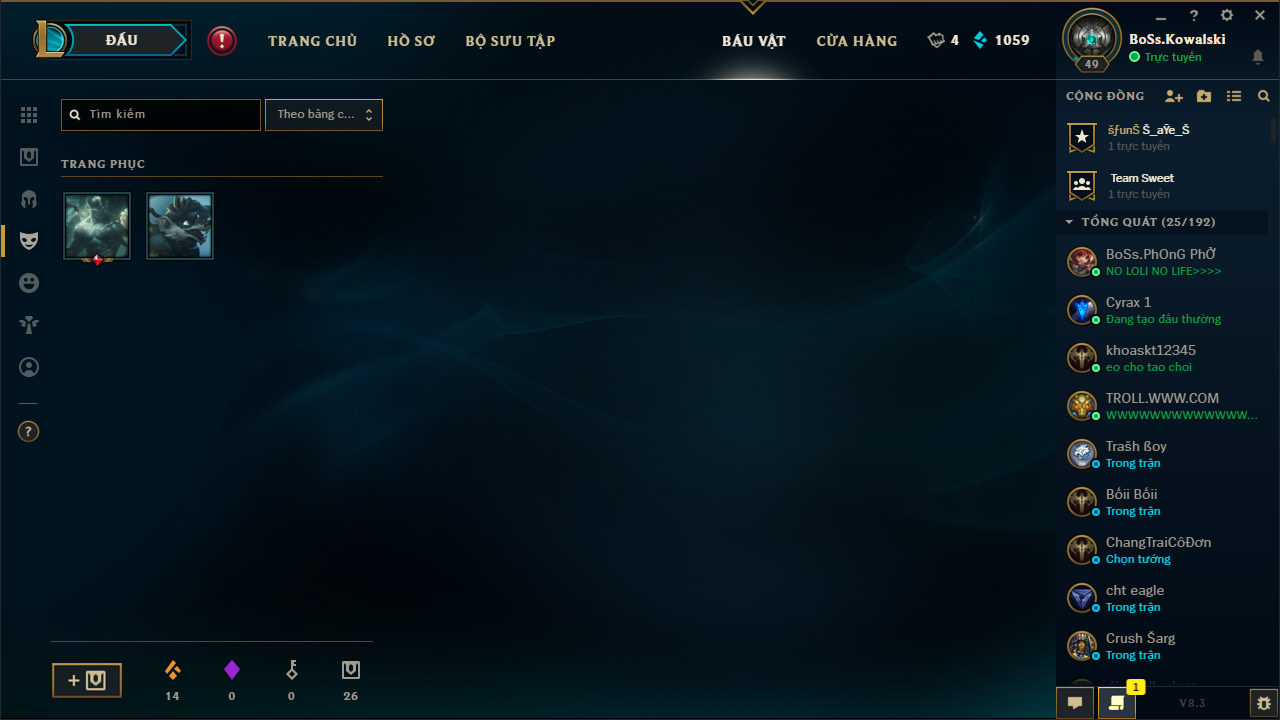 ĐẤU
!
TRANG CHỦ
HỒ SƠ
BỘ SƯU TẬP
BÁU VẬT
CỬA HÀNG
4
1059
?
49
BoSs.Kowalski
Trực tuyến
CỘNG ĐỒNG
Tìm kiếm
Theo bảng c...
TRANG PHỤC
šƒunŠ Š_aŸe_Š
1 trực tuyến
Team Sweet
1 trực tuyến
TỔNG QUÁT (25/192)
BoSs.PhOnG PhỞ
NO LOLI NO LIFE>>>>
Cyrax 1
Đang tạo đấu thường
khoaskt12345
eo cho tao choi
TROLL.WWW.COM
WWWWWWWWWWWWW...
Trašh ßoy
Trong trận
Bốii Bốii
Trong trận
ChangTraiCôĐơn
Chọn tướng
cht eagle
Trong trận
Crush Šarg
Trong trận
?
14
0
0
26
1
V8.3